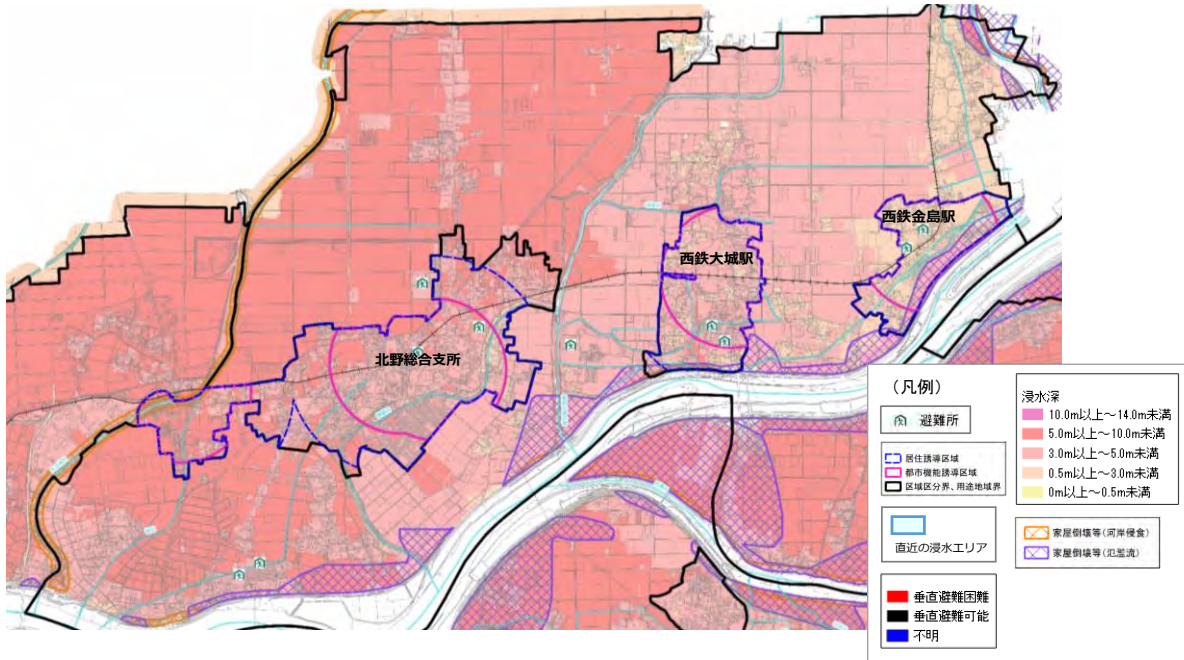 西鉄金島駅
西鉄大城駅
北野総合支所
(凡例)
避難所
居住誘導区域
都市機能誘導区域
区域区分界、用途地域界
直近の浸水エリア
垂直避難困難
垂直避難可能
不明
浸水深
10.0m以上~14.0m未満
5.0m以上~10.0m未満
3.0m以上~5.0m未満
0.5m以上~3.0m未満
0m以上~0.5m未満
家屋倒壊等(河岸侵食)
家屋倒壊等(氾濫流)